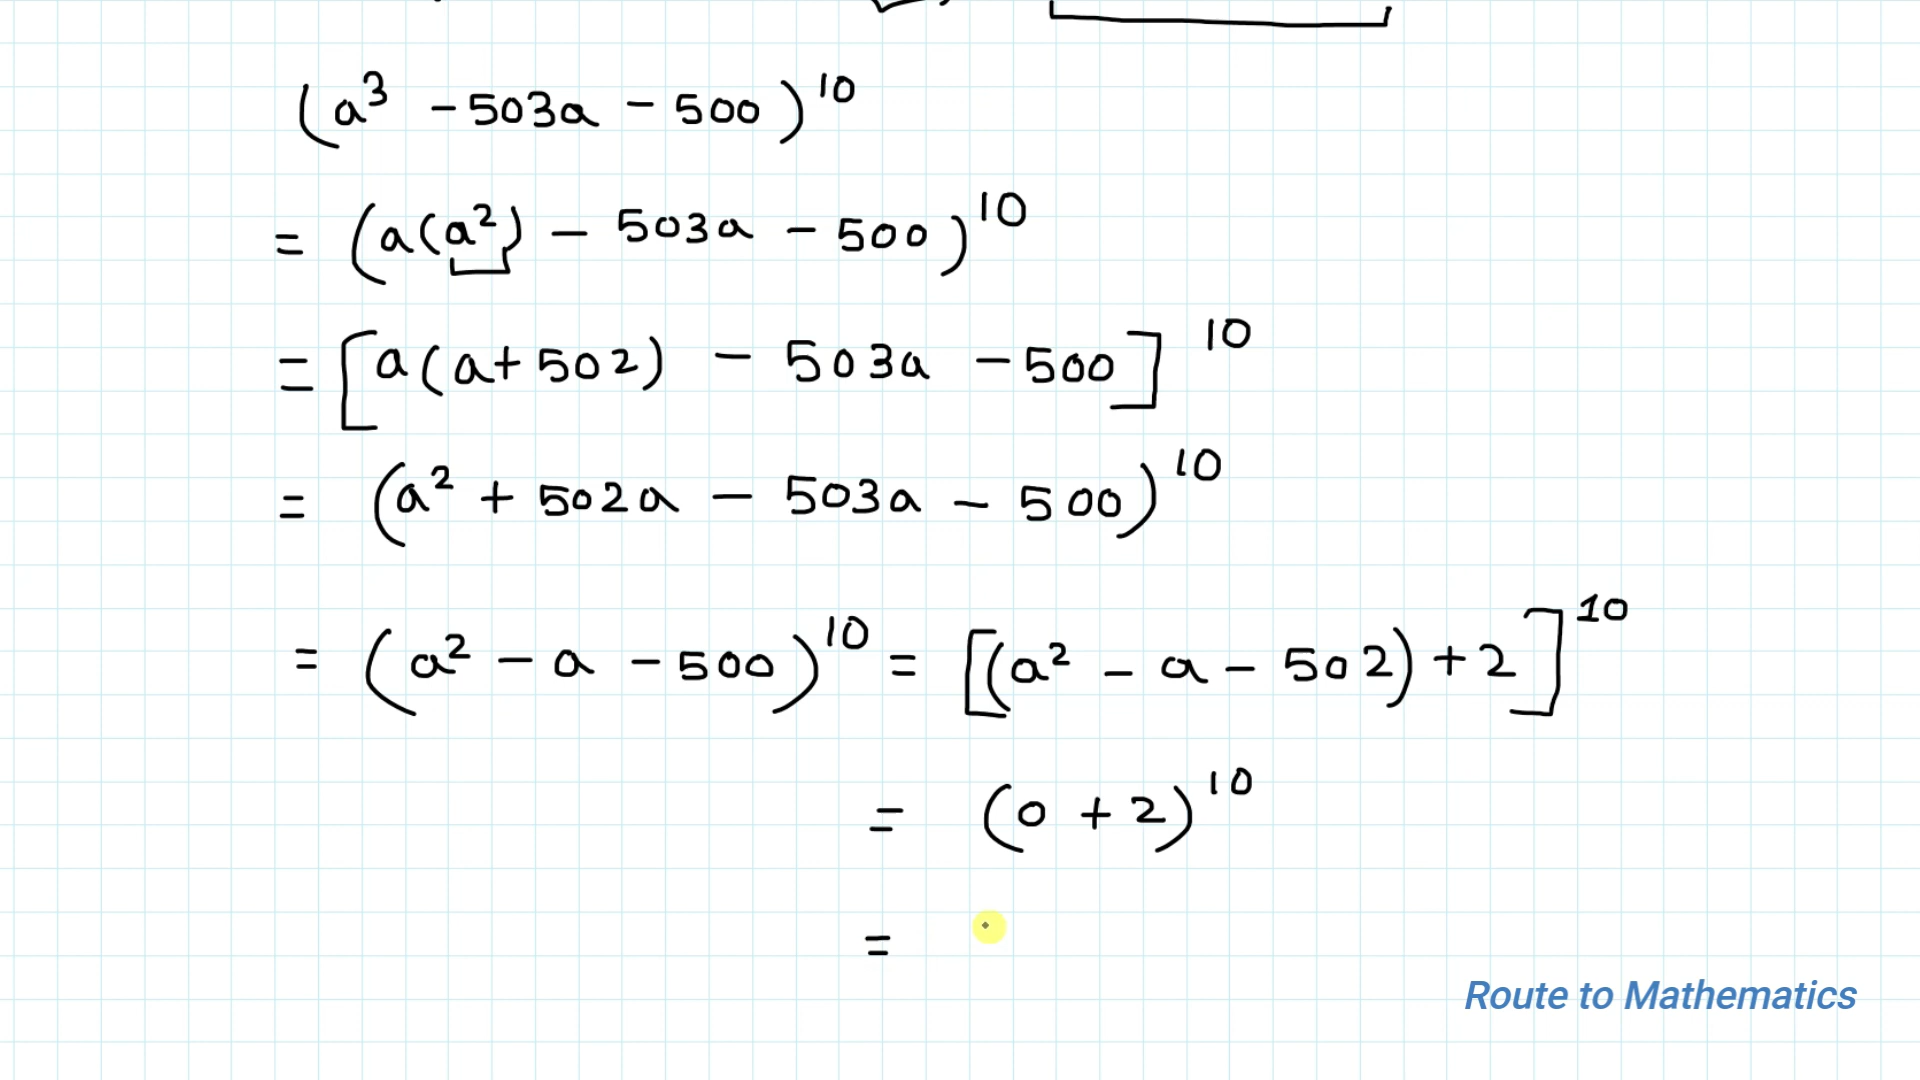 (a³ - 503a - 500)¹⁰
= (a(a²) - 503a - 500)¹⁰
= [a(a+502) - 503a - 500]¹⁰
= (a² + 502a - 503a - 500)¹⁰
= (a² - a - 500)¹⁰ = [(a² - a - 502) + 2]¹⁰
= (0 + 2)¹⁰
=
Route to Mathematics